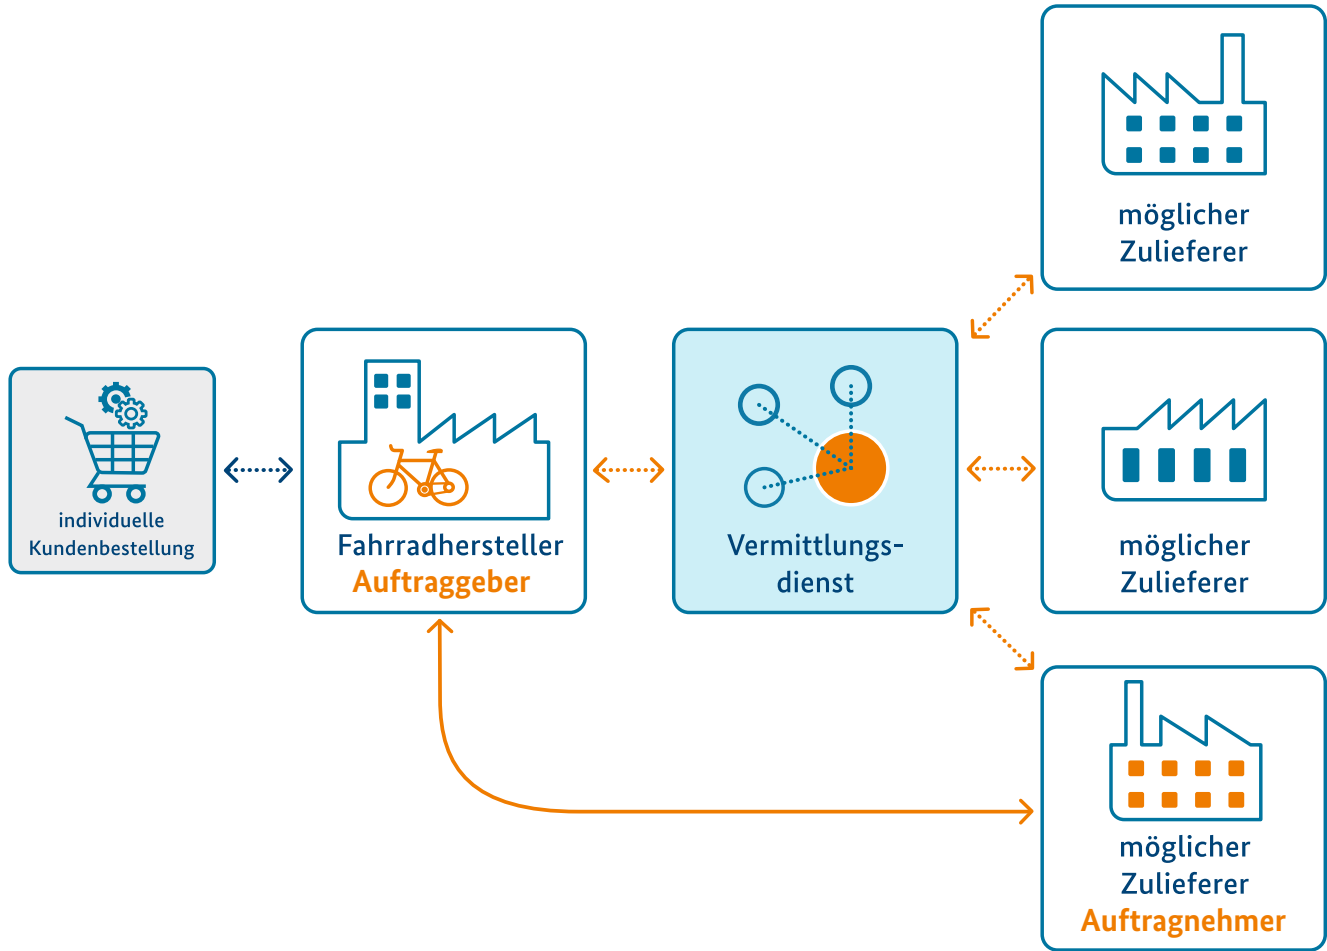 individuelle
Kundenbestellung
Fahrradhersteller
Auftraggeber
Vermittlungs-
dienst
möglicher
Zulieferer
möglicher
Zulieferer
möglicher
Zulieferer
Auftragnehmer